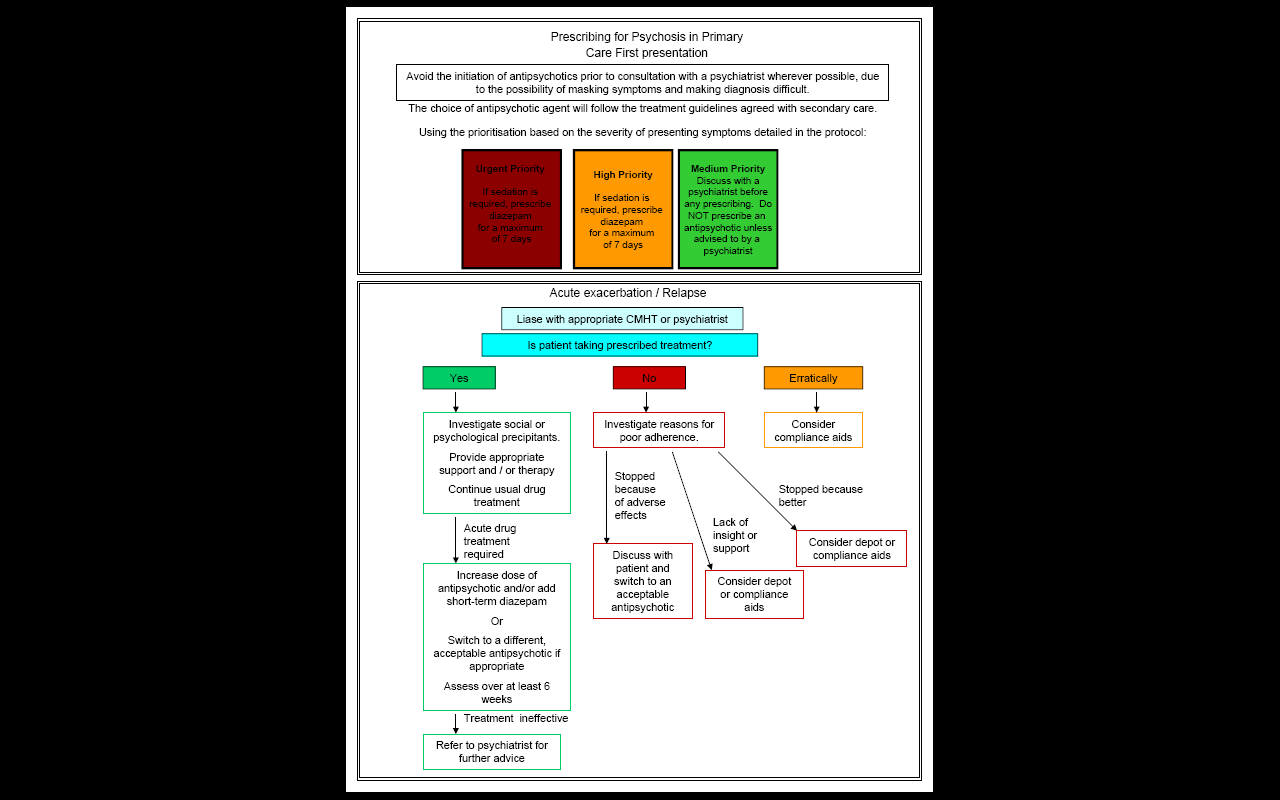 Prescribing for Psychosis in Primary
Care First presentation
Avoid the initiation of antipsychotics prior to consultation with a psychiatrist wherever possible, due
to the possibility of masking symptoms and making diagnosis difficult.
The choice of antipsychotic agent will follow the treatment guidelines agreed with secondary care.
Using the prioritisation based on the severity of presenting symptoms detailed in the protocol:
Urgent Priority
If sedation is
required, prescribe
diazepam
for a maximum
of 7 days
High Priority
If sedation is
required, prescribe
diazepam
for a maximum
of 7 days
Medium Priority
Discuss with a
psychiatrist before
any prescribing. Do
NOT prescribe an
antipsychotic unless
advised to by a
psychiatrist
Acute exacerbation / Relapse
Liase with appropriate CMHT or psychiatrist
Is patient taking prescribed treatment?
Yes
No
Erratically
Investigate social or
psychological precipitants.
Provide appropriate
support and / or therapy
Continue usual drug
treatment
Acute drug
treatment
required
Increase dose of
antipsychotic and/or add
short-term diazepam
Or
Switch to a different,
acceptable antipsychotic if
appropriate
Assess over at least 6
weeks
Treatment ineffective
Refer to psychiatrist for
further advice
Investigate reasons for
poor adherence.
Stopped
because
of adverse
effects
Discuss with
patient and
switch to an
acceptable
antipsychotic
Lack of
insight or
support
Consider depot
or compliance
aids
Stopped because
better
Consider depot or
compliance aids
Consider
compliance aids